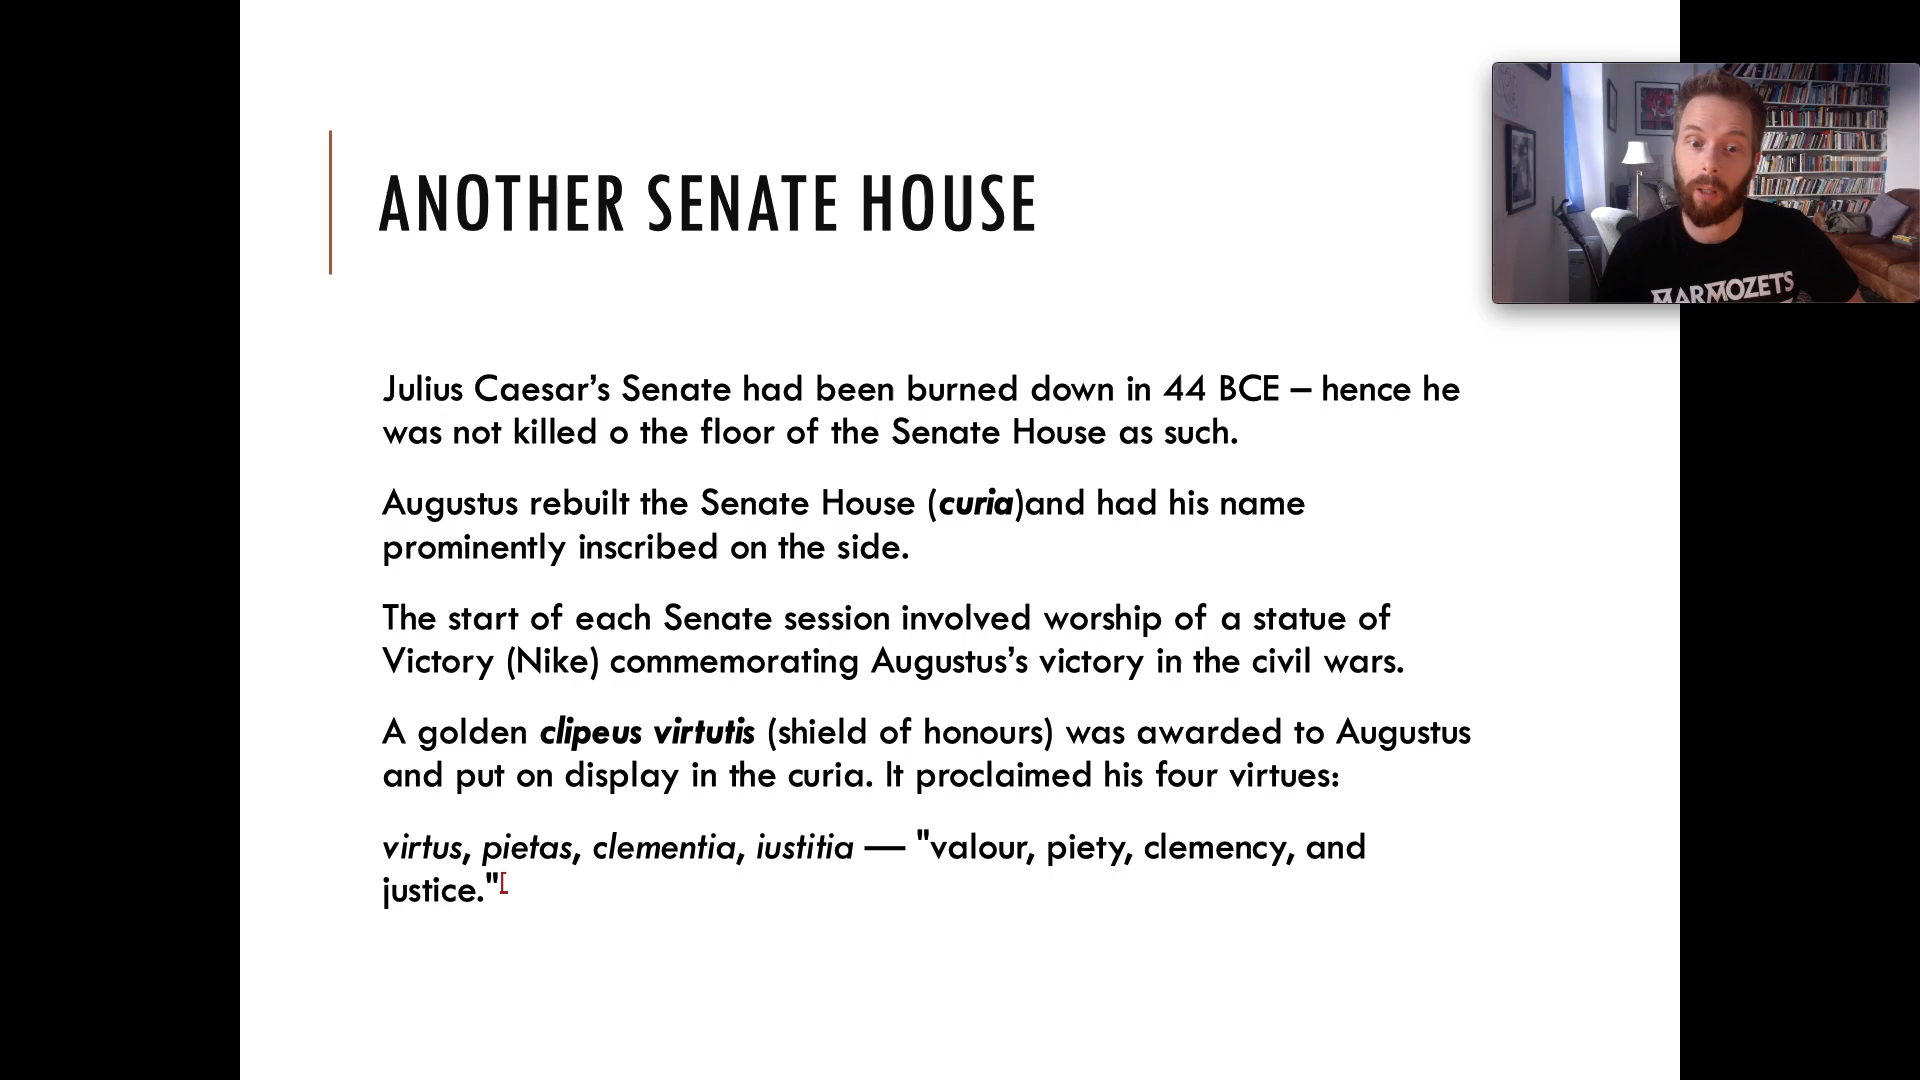 ANOTHER SENATE HOUSE
Julius Caesar’s Senate had been burned down in 44 BCE – hence he
was not killed o the floor of the Senate House as such.
Augustus rebuilt the Senate House (curia)and had his name
prominently inscribed on the side.
The start of each Senate session involved worship of a statue of
Victory (Nike) commemorating Augustus’s victory in the civil wars.
A golden clipeus virtutis (shield of honours) was awarded to Augustus
and put on display in the curia. It proclaimed his four virtues:
virtus, pietas, clementia, iustitia — "valour, piety, clemency, and
justice."[
MARMOZETS